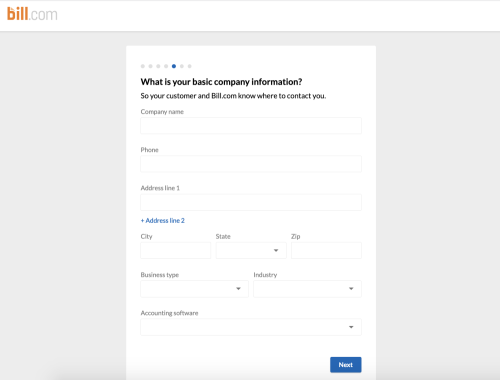 bill.com
What is your basic company information?
So your customer and Bill.com know where to contact you.
Company name
Phone
Address line 1
+ Address line 2
City State Zip
Business type Industry
Accounting software
Next